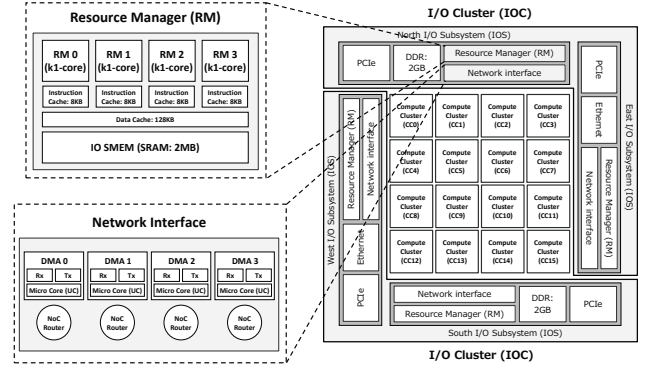 Resource Manager (RM)
RM 0
(k1-core)
RM 1
(k1-core)
RM 2
(k1-core)
RM 3
(k1-core)
Instruction
Cache: 8KB
Instruction
Cache: 8KB
Instruction
Cache: 8KB
Instruction
Cache: 8KB
Data Cache: 128KB
IO SMEM (SRAM: 2MB)
Network Interface
DMA 0
Rx Tx
Micro Core (UC)
DMA 1
Rx Tx
Micro Core (UC)
DMA 2
Rx Tx
Micro Core (UC)
DMA 3
Rx Tx
Micro Core (UC)
NoC
Router
NoC
Router
NoC
Router
NoC
Router
I/O Cluster (IOC)
North I/O Subsystem (IOS)
PCIe
DDR:
2GB
Resource Manager (RM)
Network interface
West I/O Subsystem (IOS)
Resource Manager (RM)
Network interface
Ethernet
PCIe
Compute
Cluster
(CC0)
Compute
Cluster
(CC1)
Compute
Cluster
(CC2)
Compute
Cluster
(CC3)
Compute
Cluster
(CC4)
Compute
Cluster
(CC5)
Compute
Cluster
(CC6)
Compute
Cluster
(CC7)
Compute
Cluster
(CC8)
Compute
Cluster
(CC9)
Compute
Cluster
(CC10)
Compute
Cluster
(CC11)
Compute
Cluster
(CC12)
Compute
Cluster
(CC13)
Compute
Cluster
(CC14)
Compute
Cluster
(CC15)
PCIe
Ethernet
Network interface
Resource Manager (RM)
East I/O Subsystem (IOS)
Network interface
Resource Manager (RM)
DDR:
2GB
PCIe
South I/O Subsystem (IOS)
I/O Cluster (IOC)